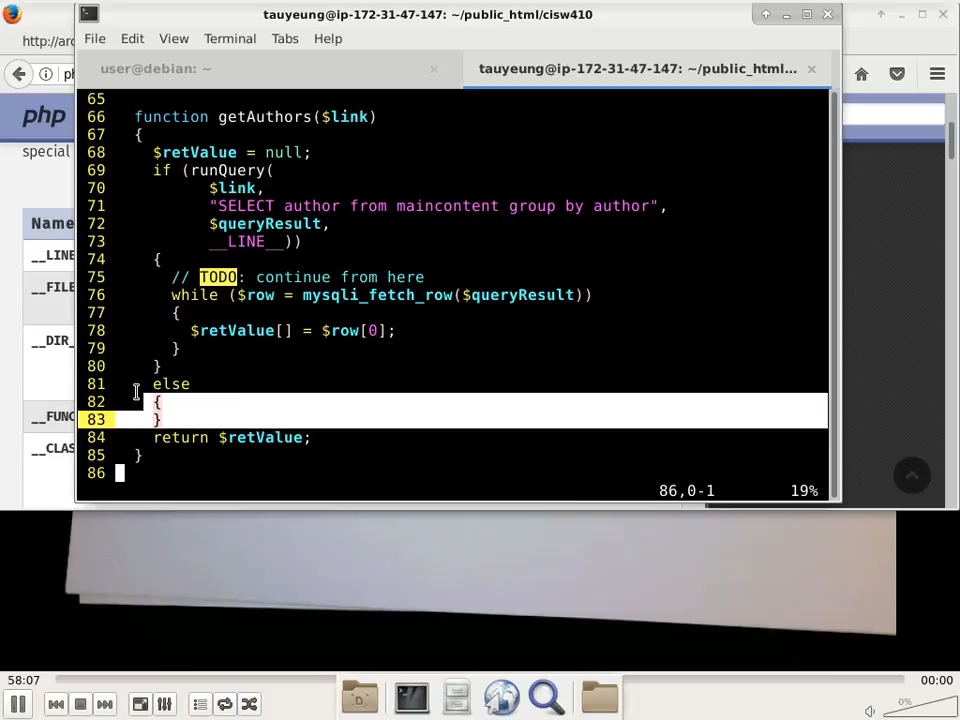 tauyeung@ip-172-31-47-147: ~/public_html/cisw410
http://arc
File Edit View Terminal Tabs Help
user@debian: ~
tauyeung@ip-172-31-47-147: ~/public_html...
php
special
Name
__LINE
__FILE
__DIR_
__FUNC
__CLAS
65
66 function getAuthors($link)
67 {
68 $retValue = null;
69 if (runQuery(
70 $link,
71 "SELECT author from maincontent group by author",
72 $queryResult,
73 __LINE__))
74 {
75 // TODO: continue from here
76 while ($row = mysqli_fetch_row($queryResult))
77 {
78 $retValue[] = $row[0];
79 }
80 }
81 else
82 {
83 }
84 return $retValue;
85 }
86
86,0-1 19%
58:07
00:00
0%